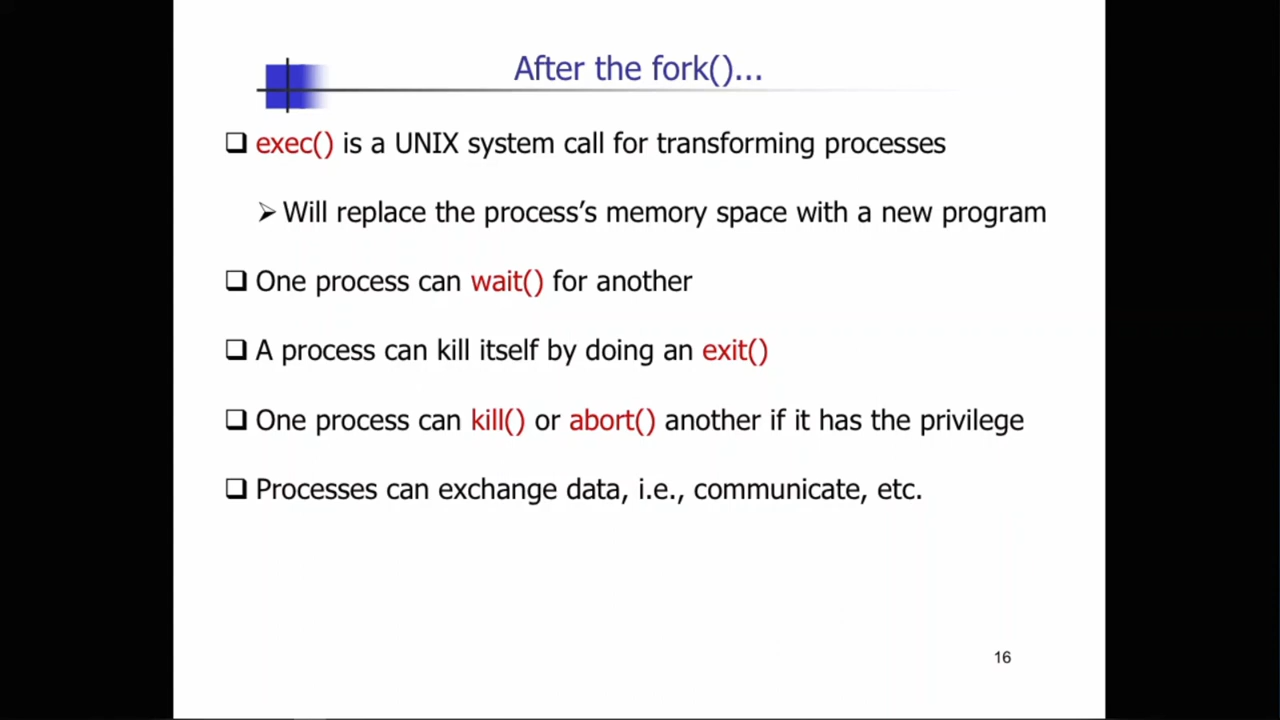 After the fork()...
exec() is a UNIX system call for transforming processes
Will replace the process’s memory space with a new program
One process can wait() for another
A process can kill itself by doing an exit()
One process can kill() or abort() another if it has the privilege
Processes can exchange data, i.e., communicate, etc.
16